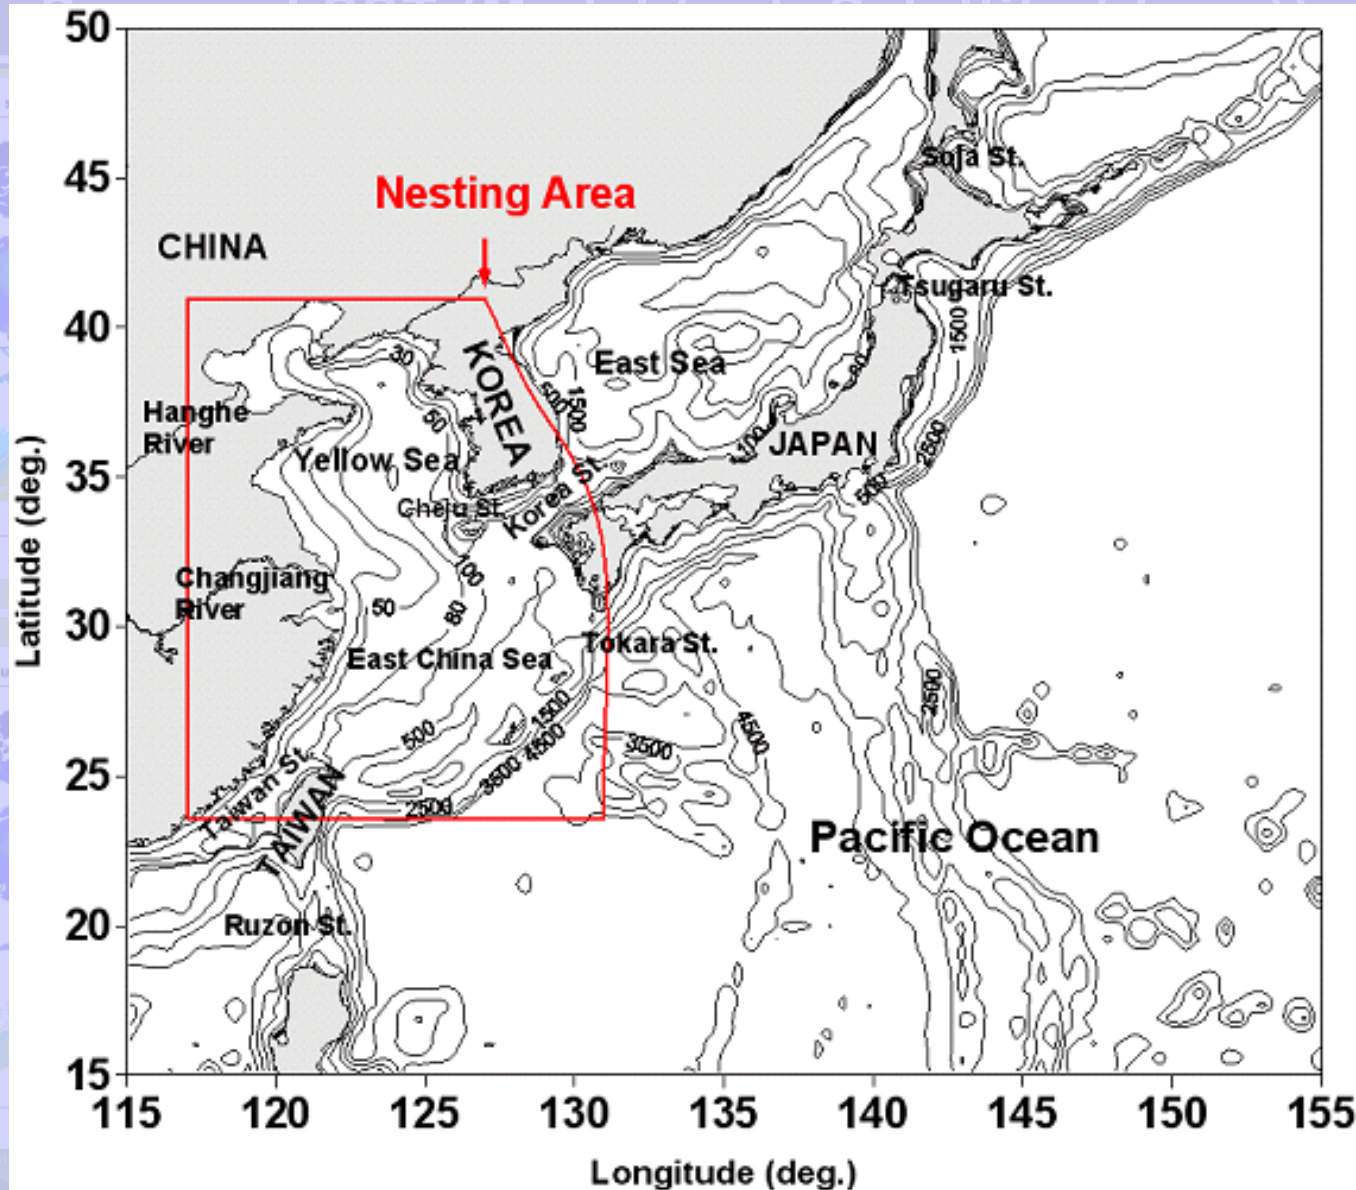 50
45
40
35
30
25
20
15
Latitude (deg.)
115
120
125
130
135
140
145
150
155
Longitude (deg.)
Nesting Area
CHINA
Soja St.
Tsugaru St.
1500
East Sea
KOREA
30
50
500
1500
80
100
JAPAN
2500
500
Hanghe
River
Yellow Sea
Cheju St.
Korea St.
Changjiang
River
100
50
80
East China Sea
Tokara St.
500
1500
4500
3500
2500
3500
4500
2500
Taiwan St.
TAIWAN
Pacific Ocean
Ruzon St.